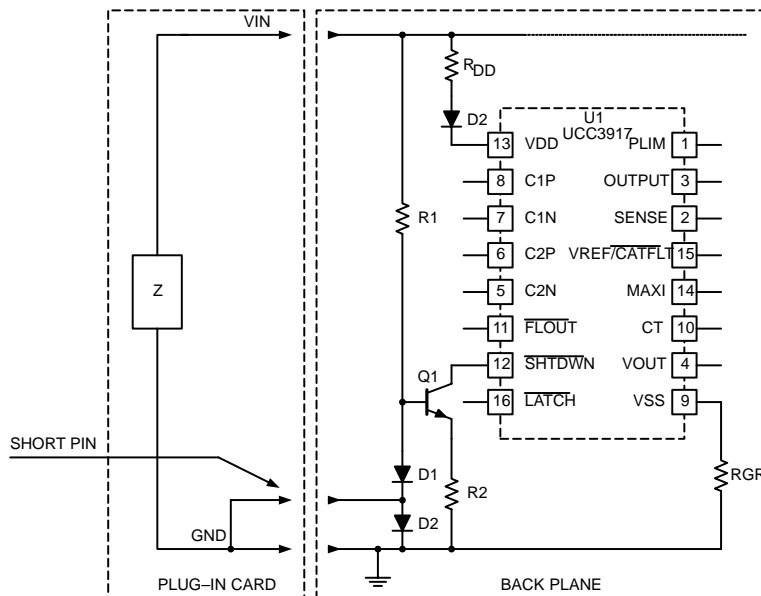 VIN
R DD
D2
U1
UCC3917
13 VDD PLIM 1
8 C1P OUTPUT 3
7 C1N SENSE 2
6 C2P VREF/CATFLT 15
5 C2N MAXI 14
11 FLOUT CT 10
12 SHTDWN VOUT 4
16 LATCH VSS 9
R1
Z
Q1
SHORT PIN
D1
R2
RGR
D2
GND
PLUG–IN CARD
BACK PLANE